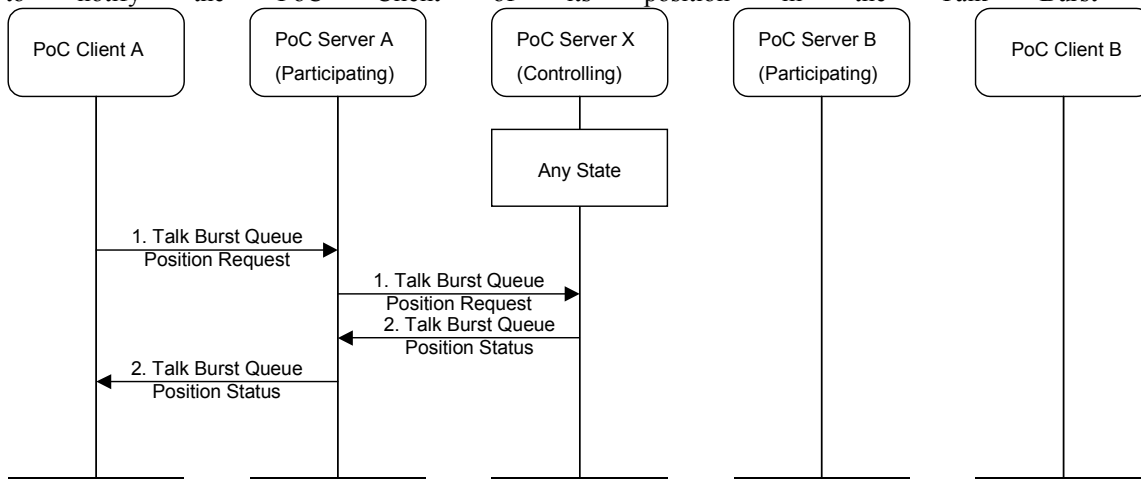 to notify the PoC Client of its position in the Talk Burst
PoC Client A
PoC Server A
(Participating)
PoC Server X
(Controlling)
PoC Server B
(Participating)
PoC Client B
Any State
1. Talk Burst Queue
Position Request
1. Talk Burst Queue
Position Request
2. Talk Burst Queue
Position Status
2. Talk Burst Queue
Position Status